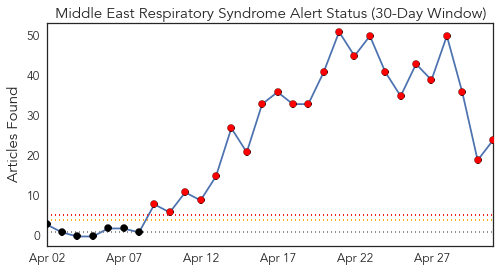 Middle East Respiratory Syndrome Alert Status (30-Day Window)
Articles Found
50
40
30
20
10
0
Apr 02 Apr 07 Apr 12 Apr 17 Apr 22 Apr 27